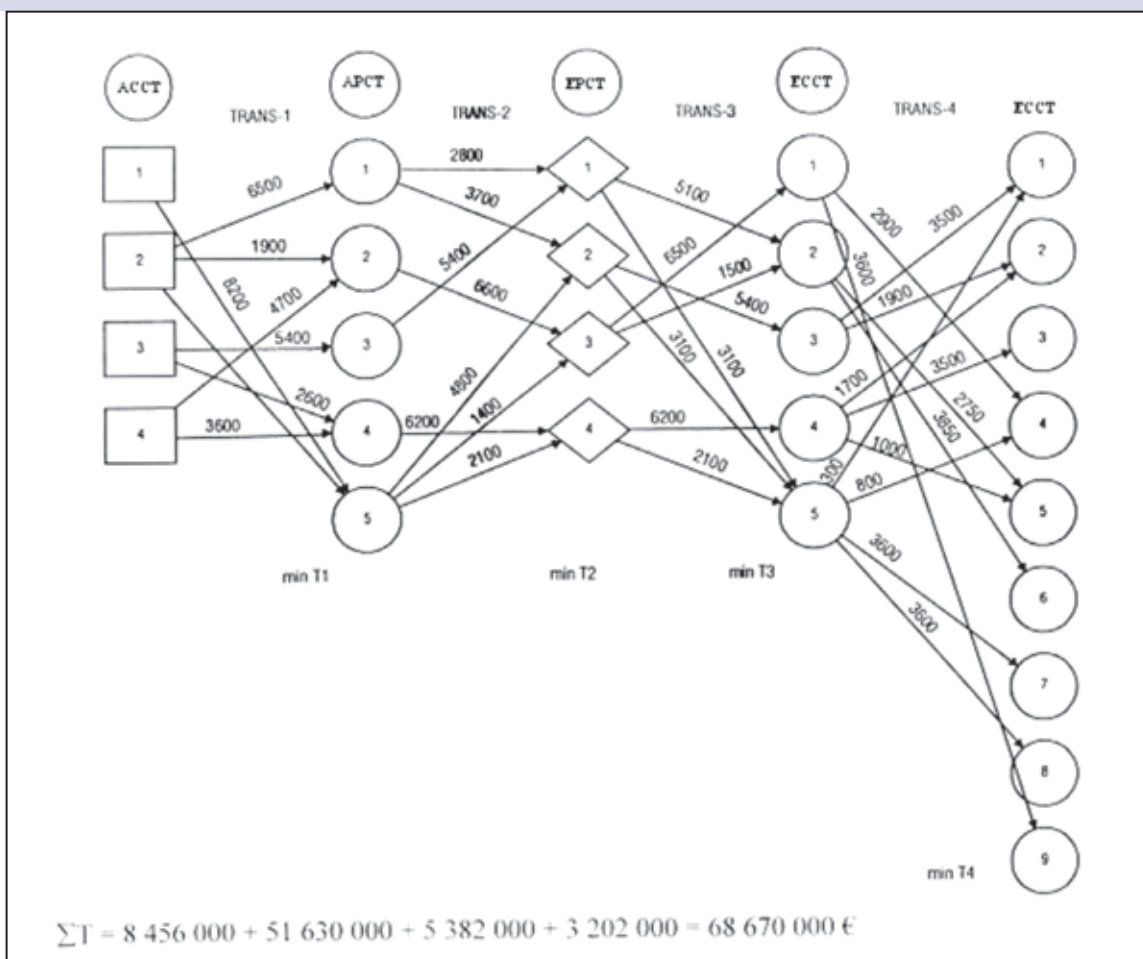 ACCT APCT EPCT ECCT
TRANS-1 TRANS-2 TRANS-3 TRANS-4 ECCT
1 1 1 1 1
6500 2800 3700 5100 6500 2900 3500
2 1900 2 2 2 3600 2
8200 4700 5400 6600 1500 5400 1900
3 5400 3 3 3 3
2600 4800 3100 3100 1700 3500 2750
4 3600 4 6200 4 6200 4 3850 4
1400 2100 2100 1000 300 800
5 5 5
min T1 min T2 min T3 3600
3600 6
7
8
min T4 9
∑T = 8 456 000 + 51 630 000 + 5 382 000 + 3 202 000 = 68 670 000 €